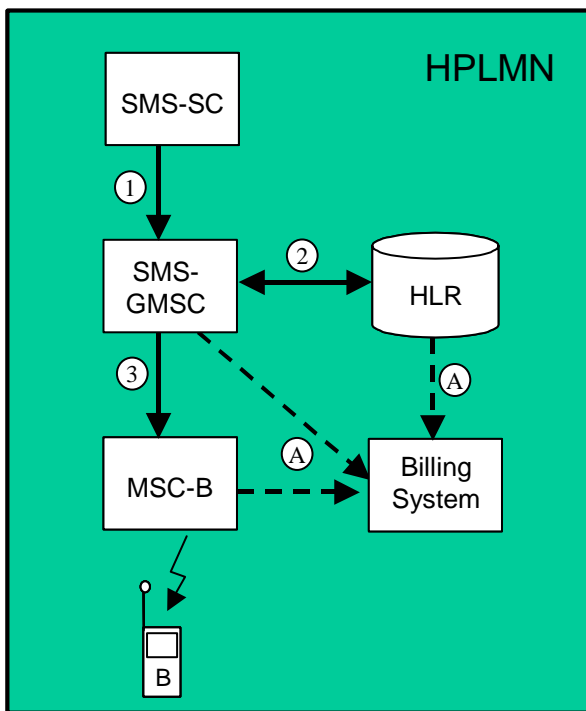 HPLMN
SMS-SC
1
SMS-
GMSC
2
HLR
3
A
A
MSC-B
Billing
System
B